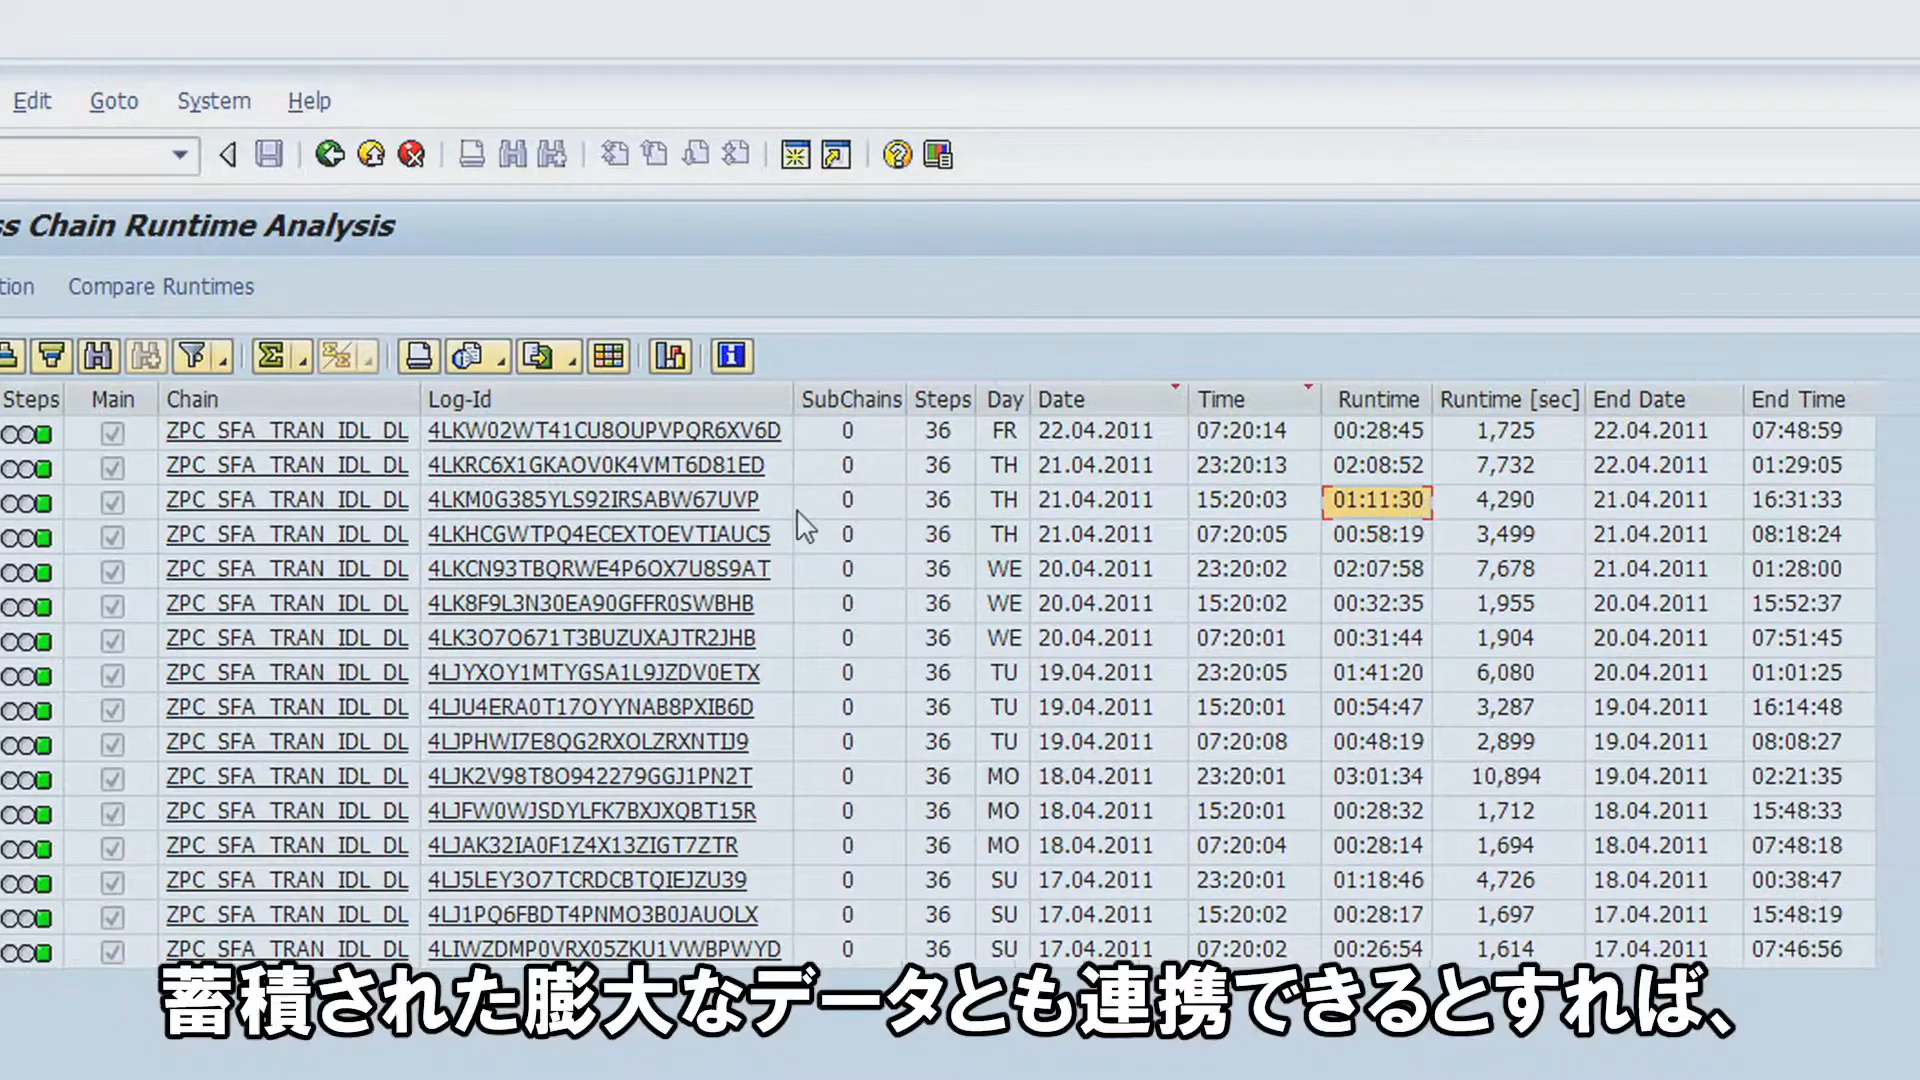 Edit Goto System Help
ss Chain Runtime Analysis
tion Compare Runtimes
Steps Main Chain Log-Id SubChains Steps Day Date Time Runtime Runtime [sec] End Date End Time
ZPC_SFA_TRAN_IDL_DL 4LKW02WT41CU8OUPVPQR6XV6D 0 36 FR 22.04.2011 07:20:14 00:28:45 1,725 22.04.2011 07:48:59
ZPC_SFA_TRAN_IDL_DL 4LKRC6X1GKAOV0K4VMT6D81ED 0 36 TH 21.04.2011 23:20:13 02:08:52 7,732 22.04.2011 01:29:05
ZPC_SFA_TRAN_IDL_DL 4LKM0G385YLS92IRSABW67UVP 0 36 TH 21.04.2011 15:20:03 01:11:30 4,290 21.04.2011 16:31:33
ZPC_SFA_TRAN_IDL_DL 4LKHCGWTPQ4ECEXTOEVTIAUC5 0 36 TH 21.04.2011 07:20:05 00:58:19 3,499 21.04.2011 08:18:24
ZPC_SFA_TRAN_IDL_DL 4LKCN93TBQRWE4P6OX7U8S9AT 0 36 WE 20.04.2011 23:20:02 02:07:58 7,678 21.04.2011 01:28:00
ZPC_SFA_TRAN_IDL_DL 4LK8F9L3N30EA90GFFR0SWBHB 0 36 WE 20.04.2011 15:20:02 00:32:35 1,955 20.04.2011 15:52:37
ZPC_SFA_TRAN_IDL_DL 4LK3O7O671T3BUZUXAJTR2JHB 0 36 WE 20.04.2011 07:20:01 00:31:44 1,904 20.04.2011 07:51:45
ZPC_SFA_TRAN_IDL_DL 4LJYXOY1MTYGSA1L9JZDV0ETX 0 36 TU 19.04.2011 23:20:05 01:41:20 6,080 20.04.2011 01:01:25
ZPC_SFA_TRAN_IDL_DL 4LJU4ERA0T17OYYNAB8PXIB6D 0 36 TU 19.04.2011 15:20:01 00:54:47 3,287 19.04.2011 16:14:48
ZPC_SFA_TRAN_IDL_DL 4LJPHWI7E8QG2RXOLZRXNTIJ9 0 36 TU 19.04.2011 07:20:08 00:48:19 2,899 19.04.2011 08:08:27
ZPC_SFA_TRAN_IDL_DL 4LJK2V98T8O942279GGJ1PN2T 0 36 MO 18.04.2011 23:20:01 03:01:34 10,894 19.04.2011 02:21:35
ZPC_SFA_TRAN_IDL_DL 4LJFW0WJSDYLFK7BXJXQBT15R 0 36 MO 18.04.2011 15:20:01 00:28:32 1,712 18.04.2011 15:48:33
ZPC_SFA_TRAN_IDL_DL 4LJAK32IA0F1Z4X13ZIGT7ZTR 0 36 MO 18.04.2011 07:20:04 00:28:14 1,694 18.04.2011 07:48:18
ZPC_SFA_TRAN_IDL_DL 4LJ5LEY3O7TCRDCBTQIEJZU39 0 36 SU 17.04.2011 23:20:01 01:18:46 4,726 18.04.2011 00:38:47
ZPC_SFA_TRAN_IDL_DL 4LJ1PQ6FBDT4PNMO3B0JAUOLX 0 36 SU 17.04.2011 15:20:02 00:28:17 1,697 17.04.2011 15:48:19
ZPC_SFA_TRAN_IDL_DL 4LIWZDMP0VRX05ZKU1VWBPWYD 0 36 SU 17.04.2011 07:20:02 00:26:54 1,614 17.04.2011 07:46:56
蓄積された膨大なデータとも連携できるとすれば、